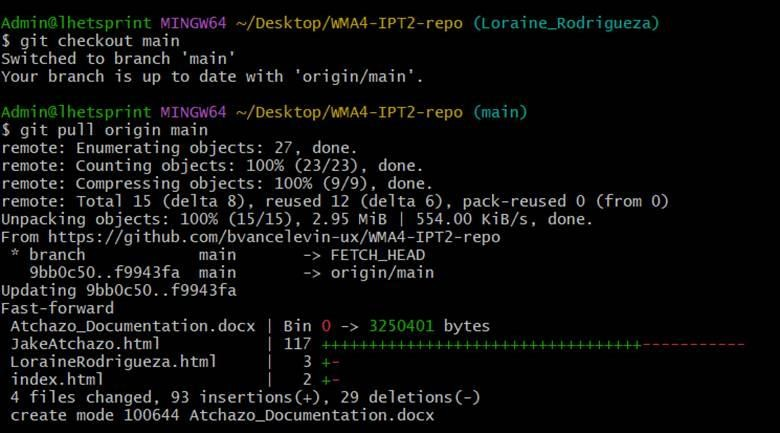 Admin@lhetsprint MINGW64 ~/Desktop/WMA4-IPT2-repo (Loraine_Rodrigueza)
$ git checkout main
Switched to branch 'main'
Your branch is up to date with 'origin/main'.

Admin@lhetsprint MINGW64 ~/Desktop/WMA4-IPT2-repo (main)
$ git pull origin main
remote: Enumerating objects: 27, done.
remote: Counting objects: 100% (23/23), done.
remote: Compressing objects: 100% (9/9), done.
remote: Total 15 (delta 8), reused 12 (delta 6), pack-reused 0 (from 0)
Unpacking objects: 100% (15/15), 2.95 MiB | 554.00 KiB/s, done.
From https://github.com/bvancelevin-ux/WMA4-IPT2-repo
 * branch            main       -> FETCH_HEAD
   9bb0c50..f9943fa  main       -> origin/main
Updating 9bb0c50..f9943fa
Fast-forward
 Atchazo_Documentation.docx | Bin 0 -> 3250401 bytes
 JakeAtchazo.html           | 117 +++++++++++++++++++++++++++++++++++++-----------
 LoraineRodrigueza.html     |   3 +-
 index.html                 |   2 +-
 4 files changed, 93 insertions(+), 29 deletions(-)
 create mode 100644 Atchazo_Documentation.docx